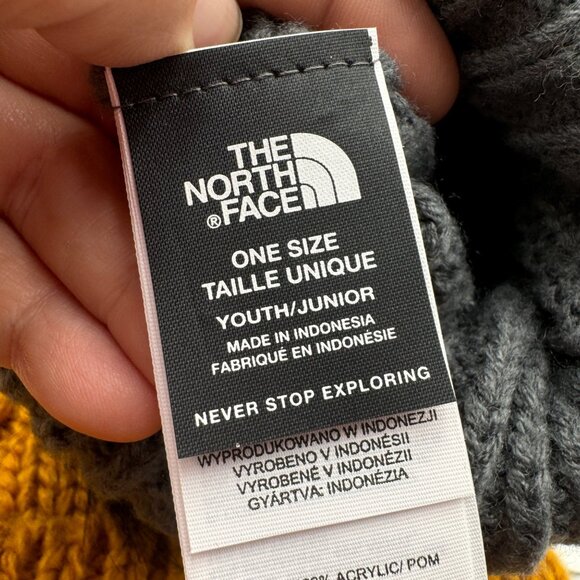 THE
NORTH
®FACE
ONE SIZE
TAILLE UNIQUE
YOUTH/JUNIOR
MADE IN INDONESIA
FABRIQUÉ EN INDONÉSIE
NEVER STOP EXPLORING
WYPRODUKOWANO W INDONEZJI
VYROBENO V INDONÉSII
VYROBENÉ V INDONÉZII
GYÁRTVA: INDONÉZIA
ACRYLIC/ POM